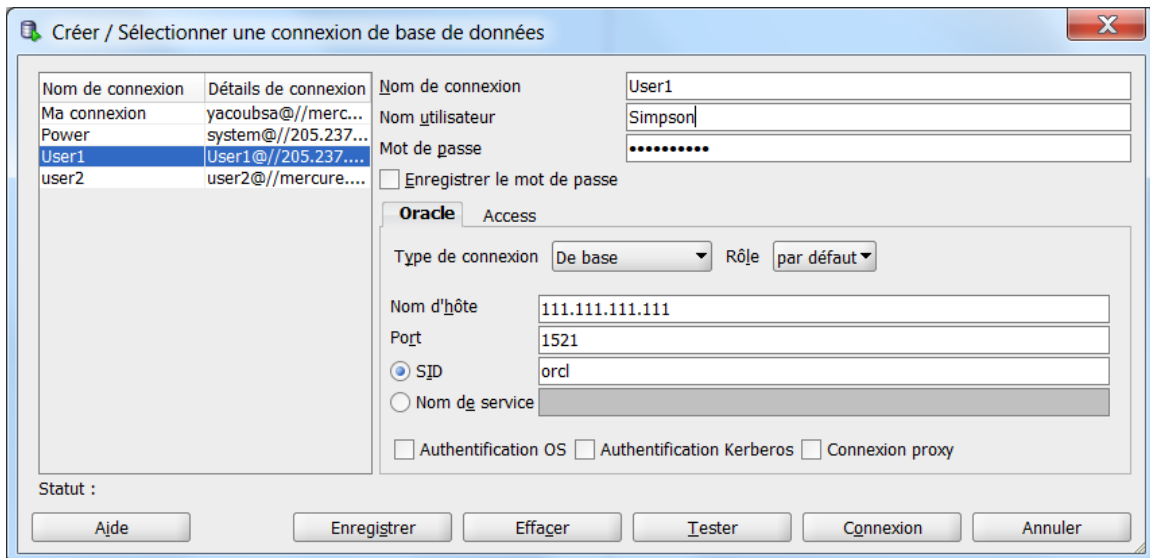 Créer / Sélectionner une connexion de base de données
Nom de connexion Détails de connexion
Ma connexion yacoubsa@//merc...
Power system@//205.237...
User1 User1@//205.237....
user2 user2@//mercure....
Nom de connexion User1
Nom utilisateur Simpson
Mot de passe ••••••••••
Enregistrer le mot de passe
Oracle Access
Type de connexion De base Rôle par défaut
Nom d'hôte 111.111.111.111
Port 1521
SID orcl
Nom de service
Authentification OS Authentification Kerberos Connexion proxy
Statut :
Aide Enregistrer Effacer Tester Connexion Annuler